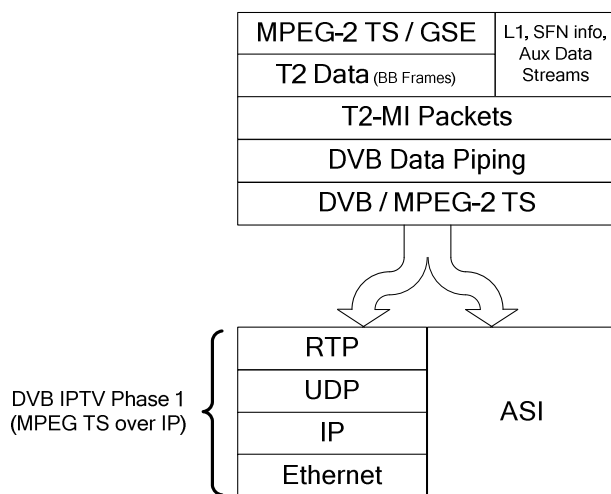 MPEG-2 TS / GSE
L1, SFN info,
Aux Data
Streams
T2 Data (BB Frames)
T2-MI Packets
DVB Data Piping
DVB / MPEG-2 TS
DVB IPTV Phase 1
(MPEG TS over IP)
RTP
UDP
IP
Ethernet
ASI